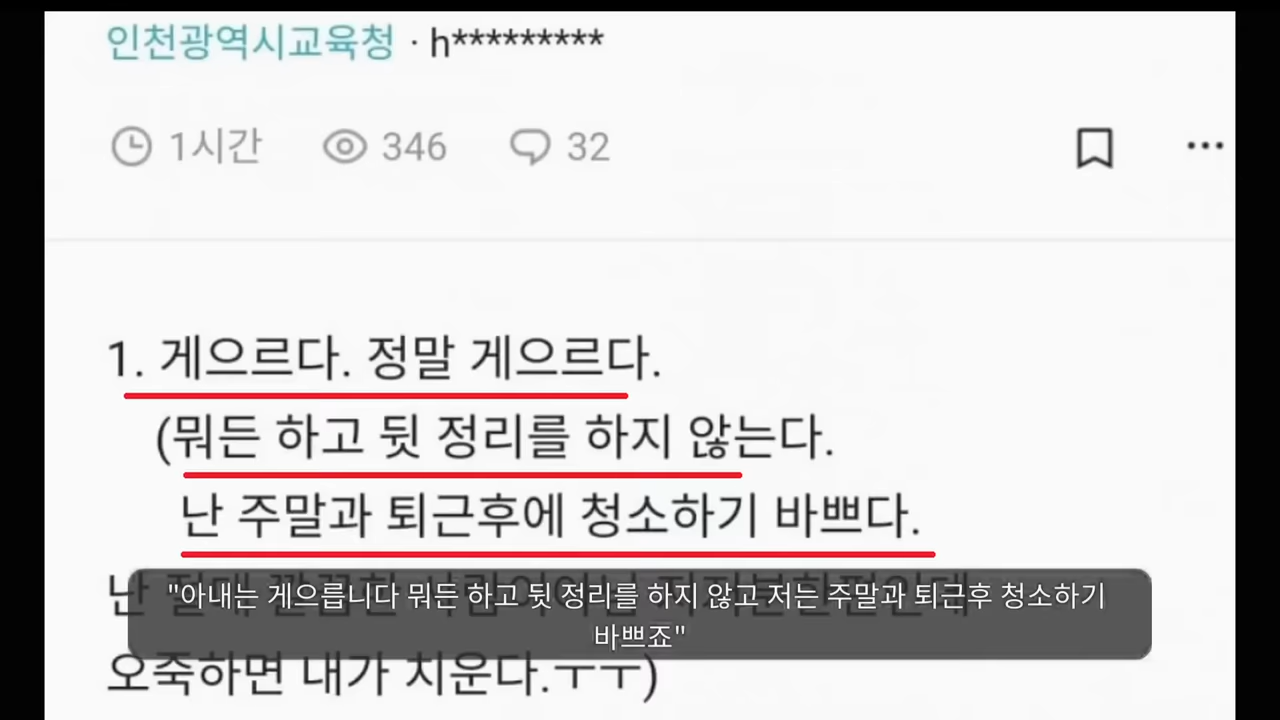 인천광역시교육청 · h*********
1시간 346 32
1. 게으르다. 정말 게으르다.
(뭐든 하고 뒷 정리를 하지 않는다.
난 주말과 퇴근후에 청소하기 바쁘다.
난
"아내는 게으릅니다 뭐든 하고 뒷 정리를 하지 않고 저는 주말과 퇴근후 청소하기
바쁘죠"
오죽하면 내가 치운다.ㅜㅜ)